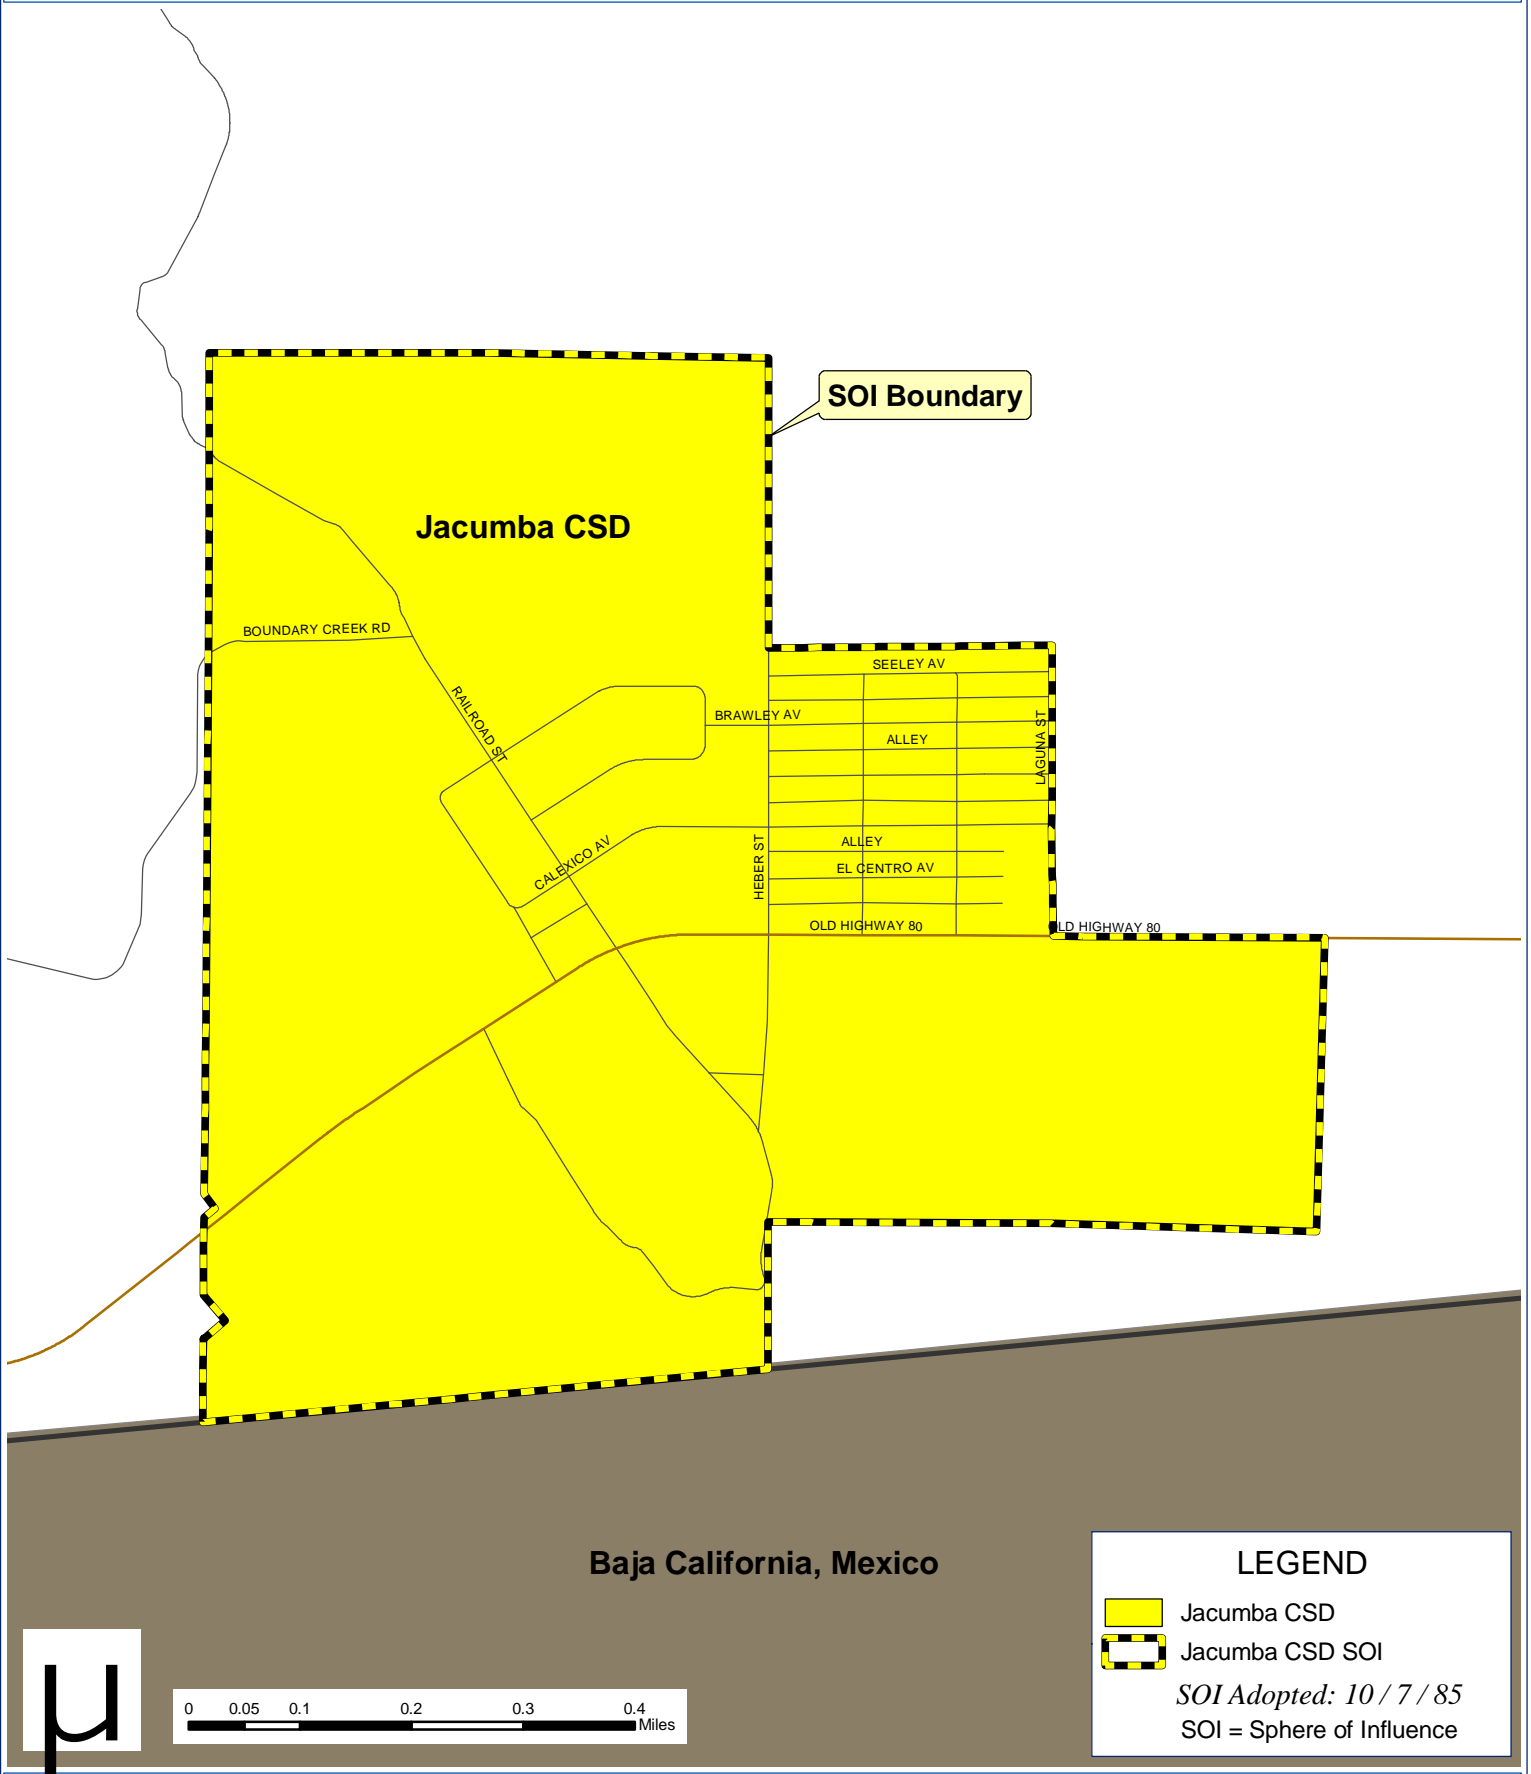 SOI Boundary
Jacumba CSD
BOUNDARY CREEK RD
SEELEY AV
RAILROAD ST
BRAWLEY AV
LAGUNA ST
ALLEY
CALEXICO AV
HEBER ST
ALLEY
EL CENTRO AV
OLD HIGHWAY 80
LD HIGHWAY 80
Baja California, Mexico
LEGEND
Jacumba CSD
Jacumba CSD SOI
SOI Adopted: 10 / 7 / 85
SOI = Sphere of Influence
µ
0 0.05 0.1 0.2 0.3 0.4
Miles